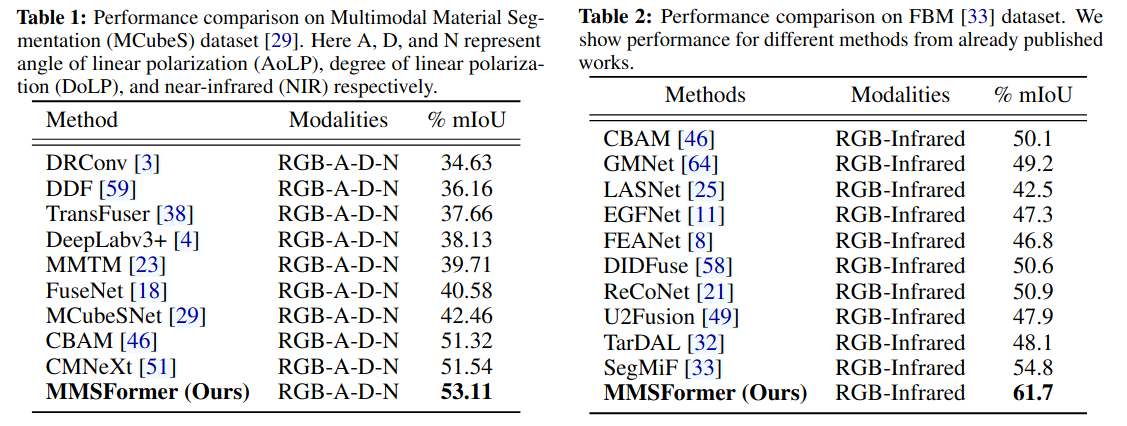 Table 1: Performance comparison on Multimodal Material Seg-
mentation (MCubeS) dataset [29]. Here A, D, and N represent
angle of linear polarization (AoLP), degree of linear polariza-
tion (DoLP), and near-infrared (NIR) respectively.
Method Modalities % mIoU
DRConv [3] RGB-A-D-N 34.63
DDF [59] RGB-A-D-N 36.16
TransFuser [38] RGB-A-D-N 37.66
DeepLabv3+ [4] RGB-A-D-N 38.13
MMTM [23] RGB-A-D-N 39.71
FuseNet [18] RGB-A-D-N 40.58
MCubeSNet [29] RGB-A-D-N 42.46
CBAM [46] RGB-A-D-N 51.32
CMNeXt [51] RGB-A-D-N 51.54
MMSFormer (Ours) RGB-A-D-N 53.11
Table 2: Performance comparison on FBM [33] dataset. We
show performance for different methods from already published
works.
Methods Modalities % mIoU
CBAM [46] RGB-Infrared 50.1
GMNet [64] RGB-Infrared 49.2
LASNet [25] RGB-Infrared 42.5
EGFNet [11] RGB-Infrared 47.3
FEANet [8] RGB-Infrared 46.8
DIDFuse [58] RGB-Infrared 50.6
ReCoNet [21] RGB-Infrared 50.9
U2Fusion [49] RGB-Infrared 47.9
TarDAL [32] RGB-Infrared 48.1
SegMiF [33] RGB-Infrared 54.8
MMSFormer (Ours) RGB-Infrared 61.7